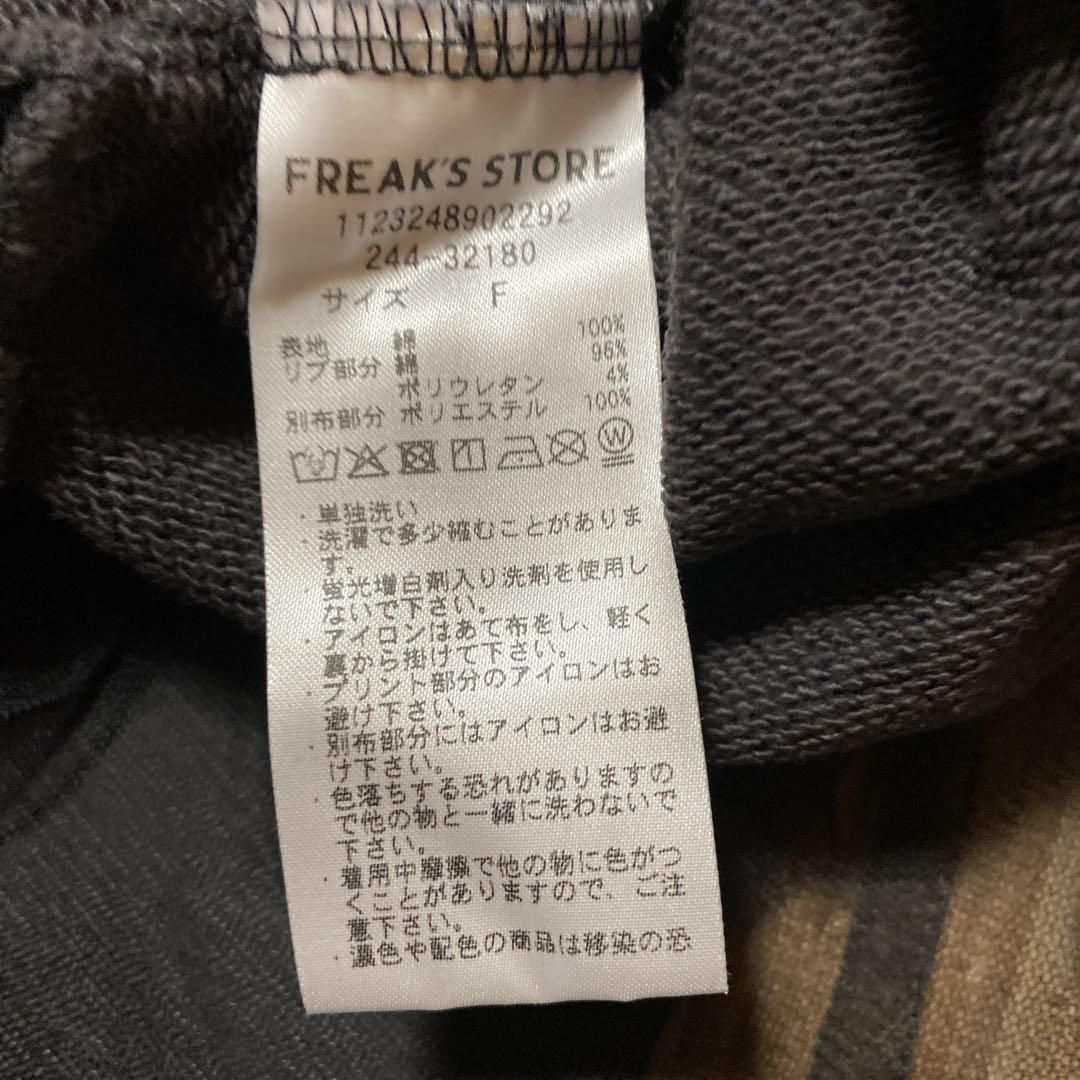 FREAK'S STORE
1123248902292
244-32180
サイズ F
表地 綿 100%
リブ部分 綿 96%
ポリウレタン 4%
別布部分 ポリエステル 100%
W
・単独洗い
・洗濯で多少縮むことがありま
す。
・蛍光増白剤入り洗剤を使用し
ないで下さい。
・アイロンはあて布をし、軽く
裏から掛けて下さい。
・プリント部分のアイロンはお
避け下さい。
・別布部分にはアイロンはお避
け下さい。
・色落ちする恐れがありますの
で他の物と一緒に洗わないで
下さい。
・着用中摩擦で他の物に色がつ
くことがありますので、ご注
意下さい。
・濃色や配色の商品は移染の恐